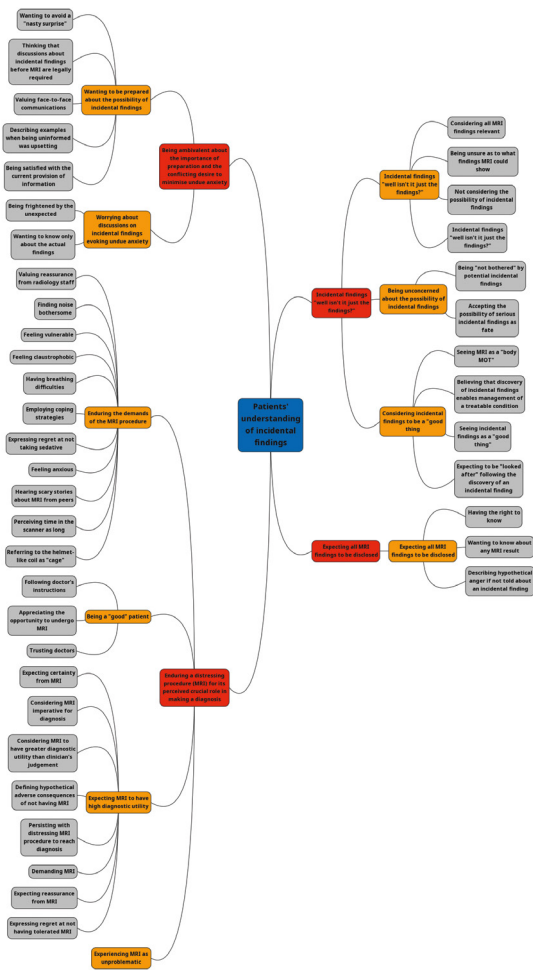 Wanting to avoid a
"nasty surprise"
Thinking that
discussions about
incidental findings
before MRI are legally
required
Valuing face-to-face
communications
Describing examples
when being uninformed
was upsetting
Being satisfied with the
current provision of
information
Wanting to be prepared
about the possibility of
incidental findings
Being frightened by the
unexpected
Wanting to know only
about the actual
findings
Worrying about
discussions on
incidental findings
evoking undue anxiety
Being ambivalent about
the importance of
preparation and the
conflicting desire to
minimise undue anxiety
Valuing reassurance
from radiology staff
Finding noise
bothersome
Feeling vulnerable
Feeling claustrophobic
Having breathing
difficulties
Employing coping
strategies
Expressing regret at not
taking sedative
Feeling anxious
Hearing scary stories
about MRI from peers
Perceiving time in the
scanner as long
Referring to the helmet-
like coil as "cage"
Enduring the demands
of the MRI procedure
Following doctor's
instructions
Appreciating the
opportunity to undergo
MRI
Trusting doctors
Being a "good" patient
Expecting certainty
from MRI
Considering MRI
imperative for
diagnosis
Considering MRI to
have greater diagnostic
utility than clinician's
judgement
Defining hypothetical
adverse consequences
of not having MRI
Persisting with
distressing MRI
procedure to reach
diagnosis
Demanding MRI
Expecting reassurance
from MRI
Expressing regret at not
having tolerated MRI
Expecting MRI to have
high diagnostic utility
Experiencing MRI as
unproblematic
Enduring a distressing
procedure (MRI) for its
perceived crucial role in
making a diagnosis
Patients'
understanding
of incidental
findings
Incidental findings
"well isn't it just the
findings?"
Incidental findings
"well isn't it just the
findings?"
Considering all MRI
findings relevant
Being unsure as to what
findings MRI could
show
Not considering the
possibility of incidental
findings
Incidental findings
"well isn't it just the
findings?"
Being unconcerned
about the possibility of
incidental findings
Being "not bothered" by
potential incidental
findings
Accepting the
possibility of serious
incidental findings as
fate
Considering incidental
findings to be a "good
thing
Seeing MRI as a "body
MOT"
Believing that discovery
of incidental findings
enables management of
a treatable condition
Seeing incidental
findings as a "good
thing"
Expecting to be "looked
after" following the
discovery of an
incidental finding
Expecting all MRI
findings to be disclosed
Expecting all MRI
findings to be disclosed
Having the right to
know
Wanting to know about
any MRI result
Describing hypothetical
anger if not told about
an incidental finding